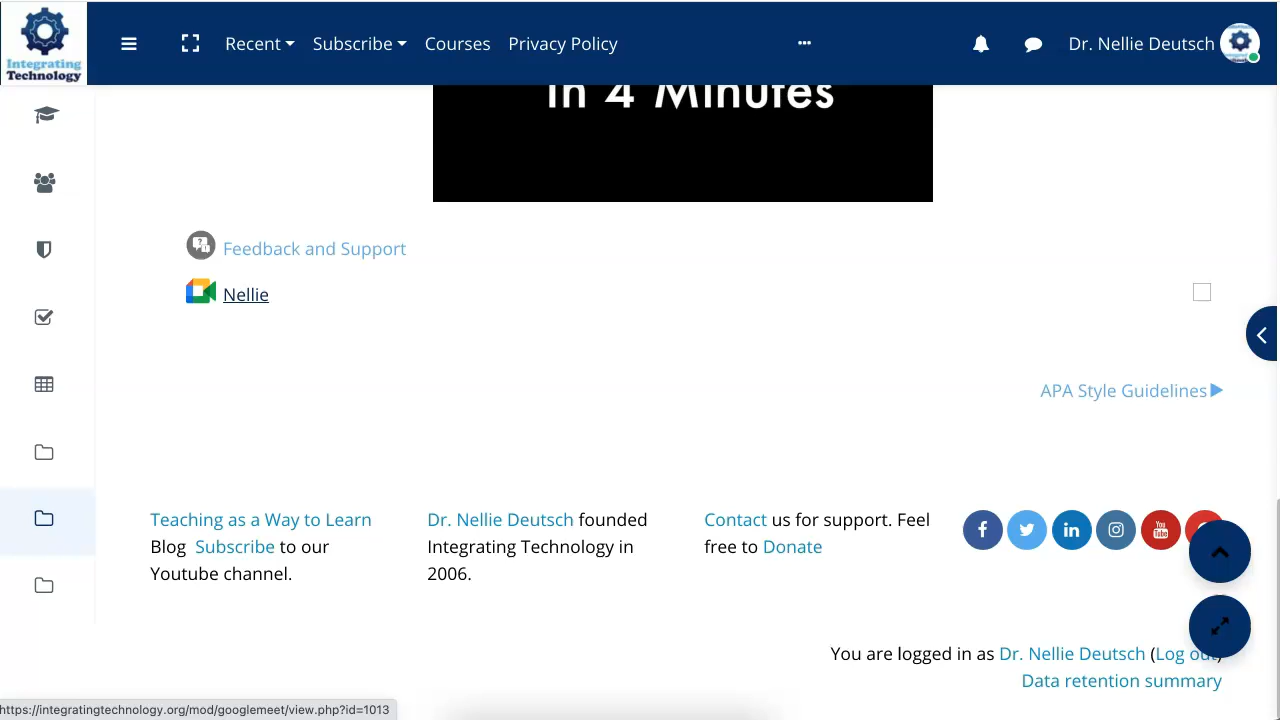 Integrating
Technology
Recent
Subscribe
Courses
Privacy Policy
Dr. Nellie Deutsch
in 4 Minutes
Feedback and Support
Nellie
APA Style Guidelines
Teaching as a Way to Learn
Blog Subscribe to our
Youtube channel.
Dr. Nellie Deutsch founded
Integrating Technology in
2006.
Contact us for support. Feel
free to Donate
You are logged in as Dr. Nellie Deutsch (Log out)
Data retention summary
https://integratingtechnology.org/mod/googlemeet/view.php?id=1013